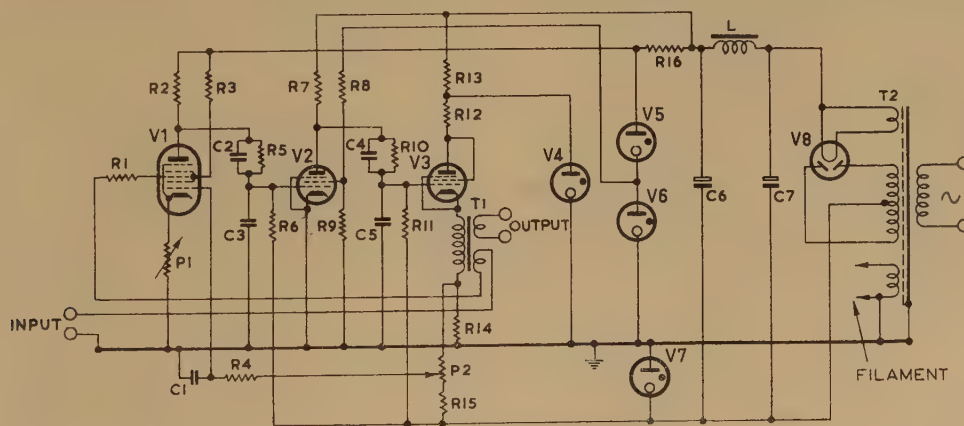 L
R16
T2
R13
R2
R3
R7
R8
R12
V5
V8
V1
C2
R5
C4
R10
V3
V4
R1
V2
V6
C6
C7
T1
C3
R6
R9
C5
R11
OUTPUT
P1
INPUT
R14
V7
C1
R4
P2
FILAMENT
R15